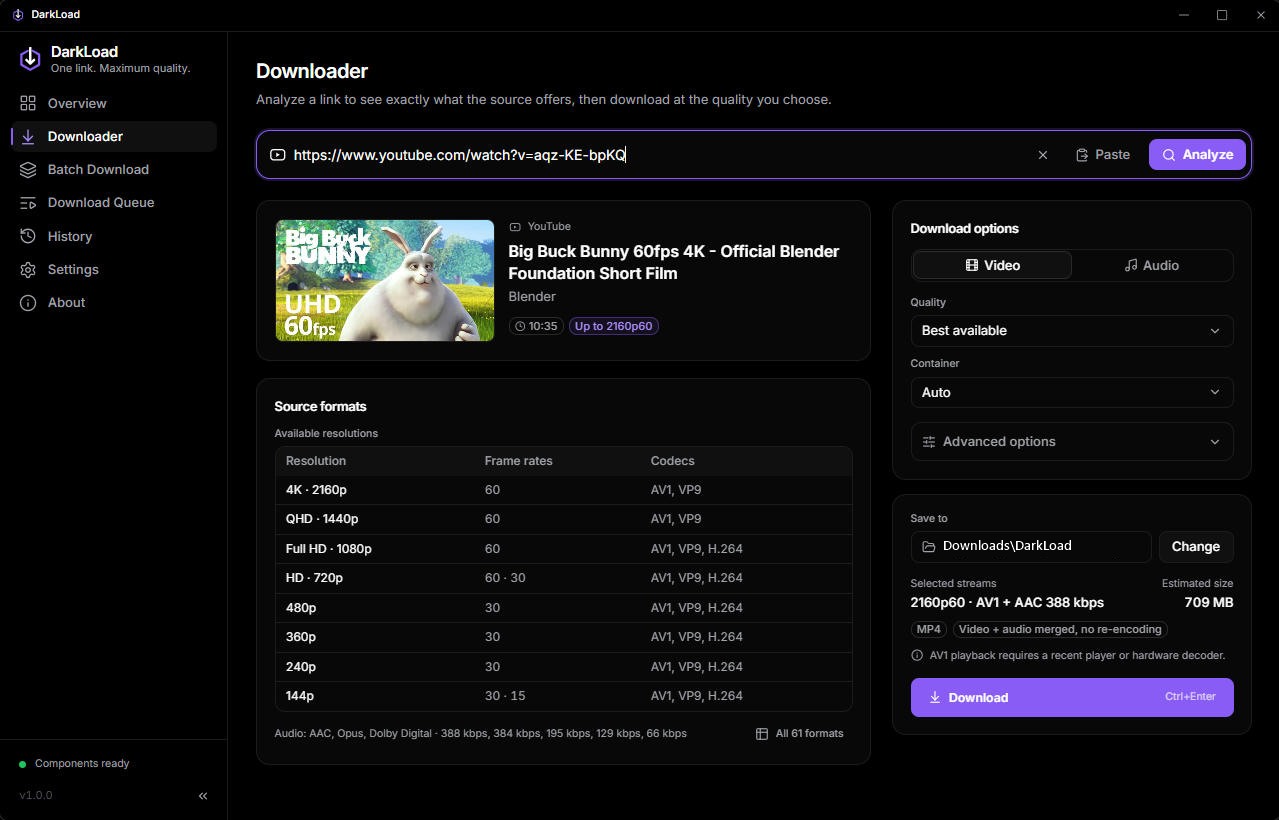 DarkLoad
DarkLoad
One link. Maximum quality.
Overview
Downloader
Batch Download
Download Queue
History
Settings
About
Components ready
v1.0.0
Downloader
Analyze a link to see exactly what the source offers, then download at the quality you choose.
https://www.youtube.com/watch?v=aqz-KE-bpKQ
Paste
Analyze
Big Buck
BUNNY
UHD
60fps
YouTube
Big Buck Bunny 60fps 4K - Official Blender
Foundation Short Film
Blender
10:35 Up to 2160p60
Source formats
Available resolutions
Resolution Frame rates Codecs
4K · 2160p 60 AV1, VP9
QHD · 1440p 60 AV1, VP9
Full HD · 1080p 60 AV1, VP9, H.264
HD · 720p 60 · 30 AV1, VP9, H.264
480p 30 AV1, VP9, H.264
360p 30 AV1, VP9, H.264
240p 30 AV1, VP9, H.264
144p 30 · 15 AV1, VP9, H.264
Audio: AAC, Opus, Dolby Digital · 388 kbps, 384 kbps, 195 kbps, 129 kbps, 66 kbps
All 61 formats
Download options
Video Audio
Quality
Best available
Container
Auto
Advanced options
Save to
Downloads\DarkLoad
Change
Selected streams Estimated size
2160p60 · AV1 + AAC 388 kbps 709 MB
MP4 Video + audio merged, no re-encoding
AV1 playback requires a recent player or hardware decoder.
Download Ctrl+Enter